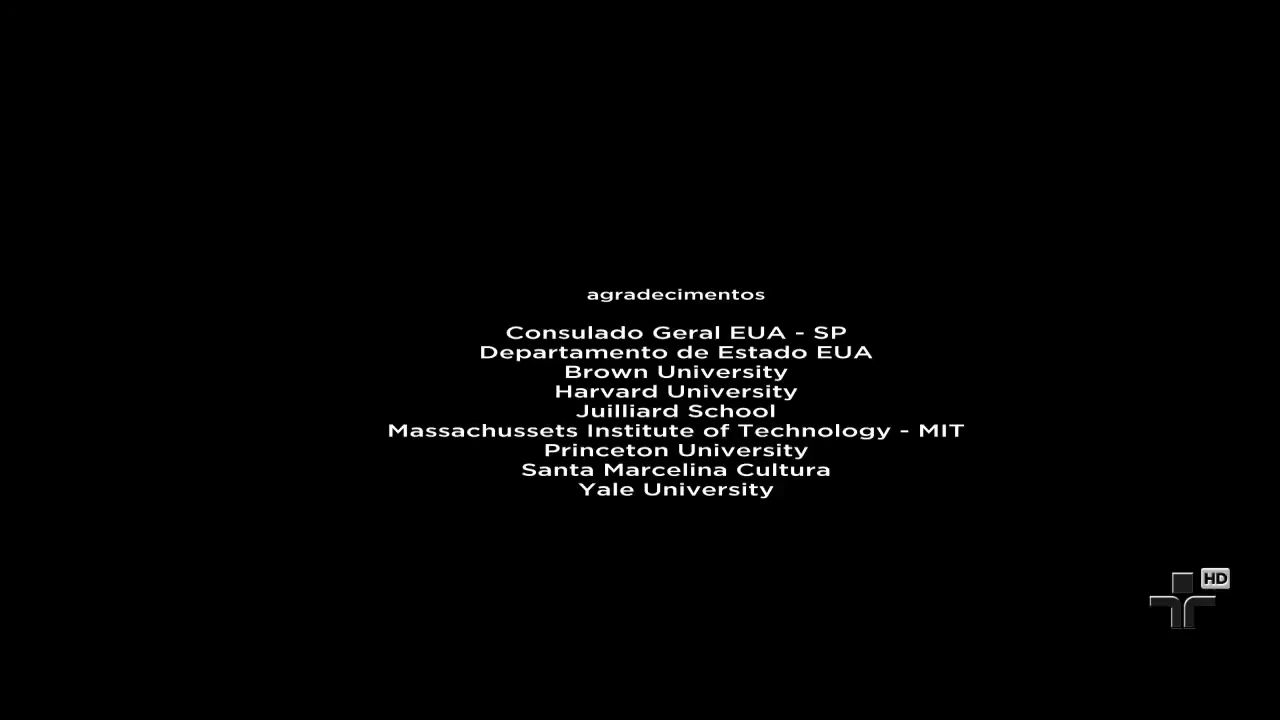 agradecimentos
Consulado Geral EUA - SP
Departamento de Estado EUA
Brown University
Harvard University
Juilliard School
Massachussets Institute of Technology - MIT
Princeton University
Santa Marcelina Cultura
Yale University
HD